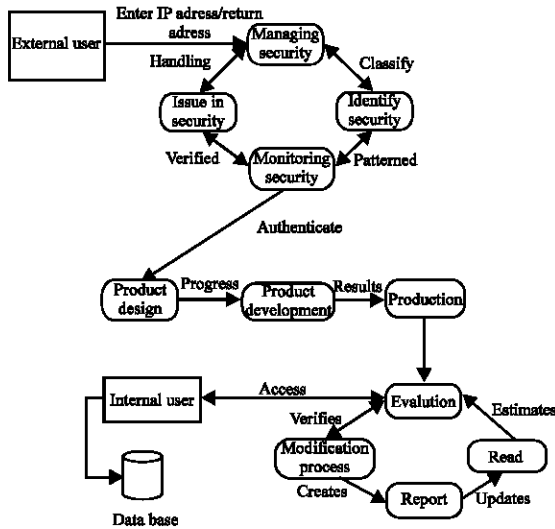 Enter IP adress/return
adress
External user
Managing
security
Handling
Classify
Issue in
security
Identify
security
Verified
Monitoring
security
Patterned
Authenticate
Product
design
Progress
Product
development
Results
Production
Internal user
Access
Evalution
Verifies
Estimates
Modification
process
Read
Creates
Report
Updates
Data base